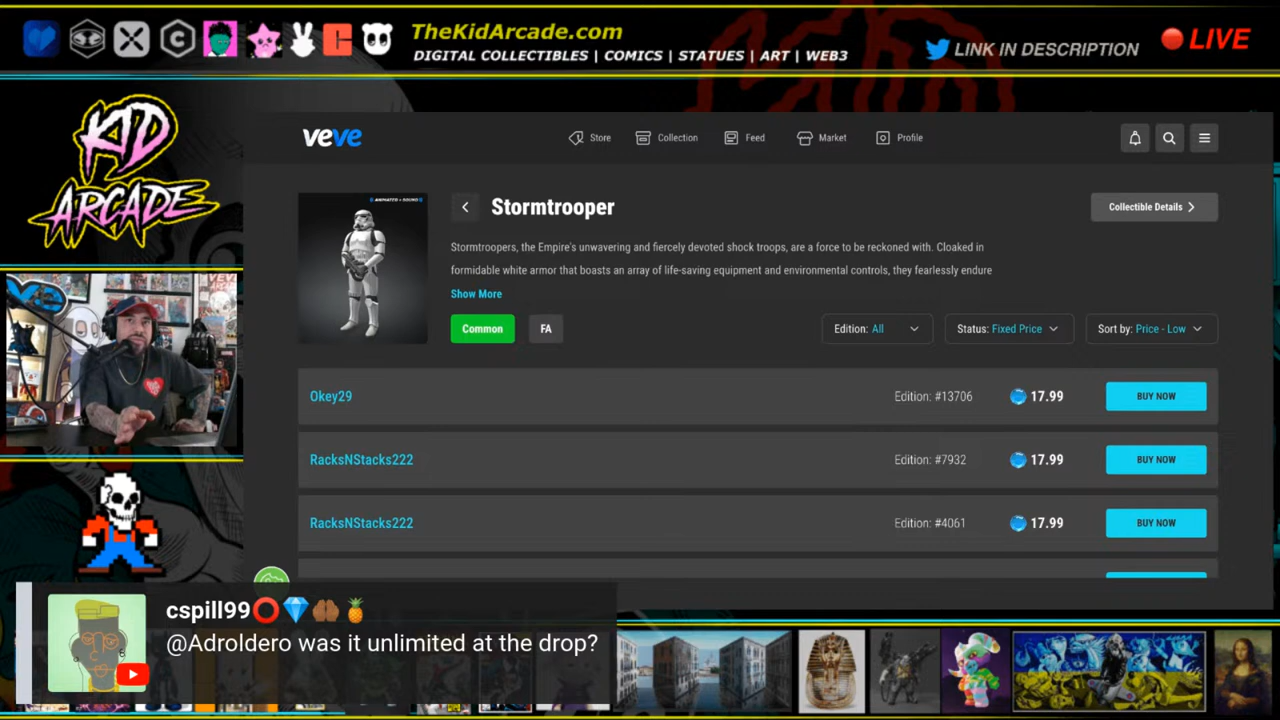 TheKidArcade.com
DIGITAL COLLECTIBLES | COMICS | STATUES | ART | WEB3
LINK IN DESCRIPTION
LIVE
KID
ARCADE
veve
Store
Collection
Feed
Market
Profile
ANIMATED + SOUND
Stormtrooper
Collectible Details
Stormtroopers, the Empire's unwavering and fiercely devoted shock troops, are a force to be reckoned with. Cloaked in
formidable white armor that boasts an array of life-saving equipment and environmental controls, they fearlessly endure
Show More
Common
FA
Edition: All
Status: Fixed Price
Sort by: Price - Low
Okey29
Edition: #13706
17.99
BUY NOW
RacksNStacks222
Edition: #7932
17.99
BUY NOW
RacksNStacks222
Edition: #4061
17.99
BUY NOW
cspill99
@Adroldero was it unlimited at the drop?